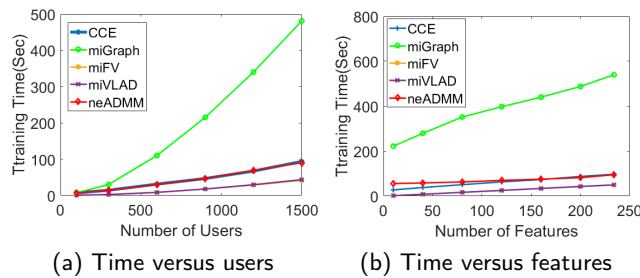 500
400
300
200
100
0
0 500 1000 1500
Ttraining Time(Sec)
Number of Users
CCE
miGraph
miFV
miVLAD
neADMM
(a) Time versus users
800
600
400
200
0
0 50 100 150 200 250
Ttraining Time(Sec)
Number of Features
CCE
miGraph
miFV
miVLAD
neADMM
(b) Time versus features